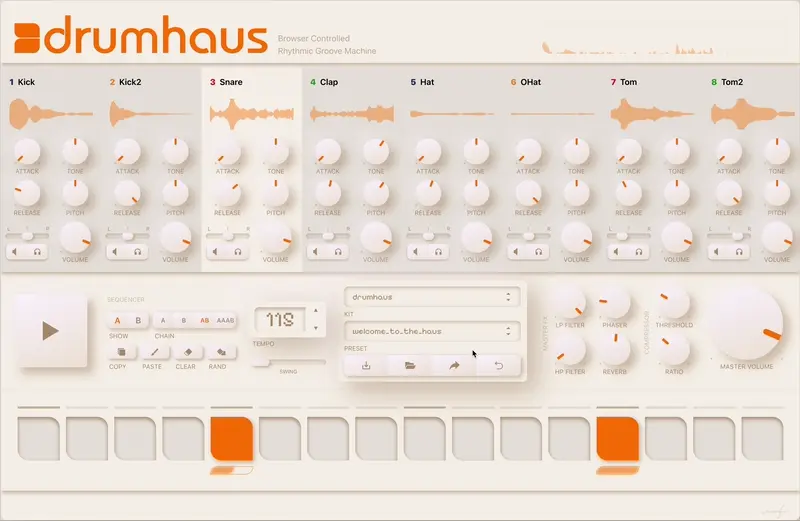 drumhaus
Browser Controlled
Rhythmic Groove Machine
1 Kick
2 Kick2
3 Snare
4 Clap
5 Hat
6 OHat
7 Tom
8 Tom2
ATTACK TONE ATTACK TONE ATTACK TONE ATTACK TONE ATTACK TONE ATTACK TONE ATTACK TONE ATTACK TONE
RELEASE PITCH RELEASE PITCH RELEASE PITCH RELEASE PITCH RELEASE PITCH RELEASE PITCH RELEASE PITCH RELEASE PITCH
L R L R L R L R L R L R L R L R
VOLUME VOLUME VOLUME VOLUME VOLUME VOLUME VOLUME VOLUME
SEQUENCER
A B A B AB AAAB
SHOW CHAIN
COPY PASTE CLEAR RAND
118
TEMPO
SWING
drumhaus
KIT
welcome_to_the_haus
PRESET
MASTER FX
LP FILTER PHASER
HP FILTER REVERB
COMPRESSION
THRESHOLD
RATIO
MASTER VOLUME